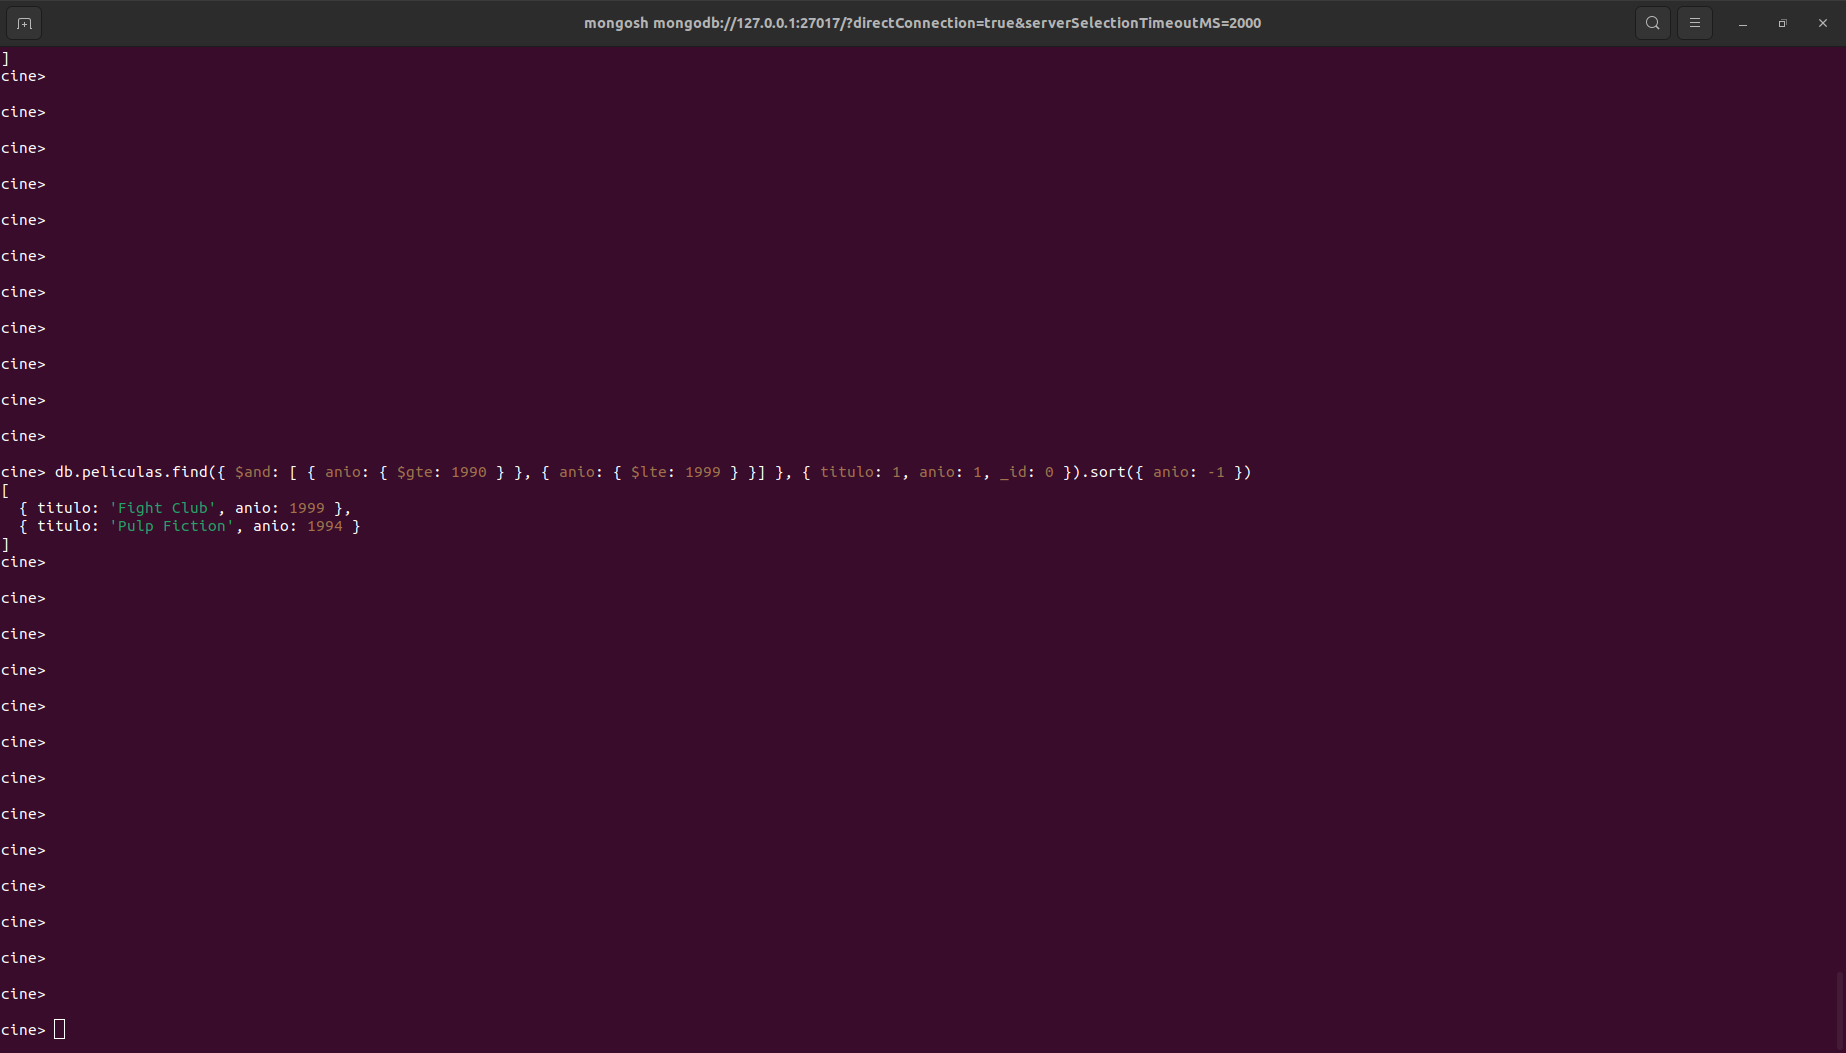 mongosh mongodb://127.0.0.1:27017/?directConnection=true&serverSelectionTimeoutMS=2000
]
cine>
cine>
cine>
cine>
cine>
cine>
cine>
cine>
cine>
cine>
cine>
cine> db.peliculas.find({ $and: [ { anio: { $gte: 1990 } }, { anio: { $lte: 1999 } }] }, { titulo: 1, anio: 1, _id: 0 }).sort({ anio: -1 })
[
  { titulo: 'Fight Club', anio: 1999 },
  { titulo: 'Pulp Fiction', anio: 1994 }
]
cine>
cine>
cine>
cine>
cine>
cine>
cine>
cine>
cine>
cine>
cine>
cine>
cine>
cine>